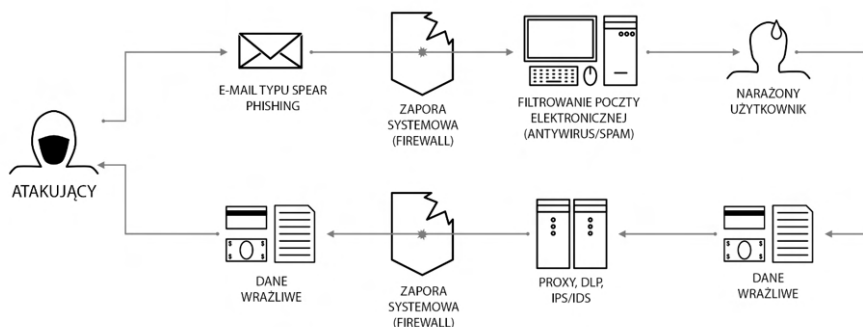 E-MAIL TYPU SPEAR
PHISHING
ZAPORA
SYSTEMOWA
(FIREWALL)
FILTROWANIE POCZTY
ELEKTRONICZNEJ
(ANTYWIRUS/SPAM)
NARAŻONY
UŻYTKOWNIK
ATAKUJĄCY
DANE
WRAŻLIWE
ZAPORA
SYSTEMOWA
(FIREWALL)
PROXY, DLP,
IPS/IDS
DANE
WRAŻLIWE